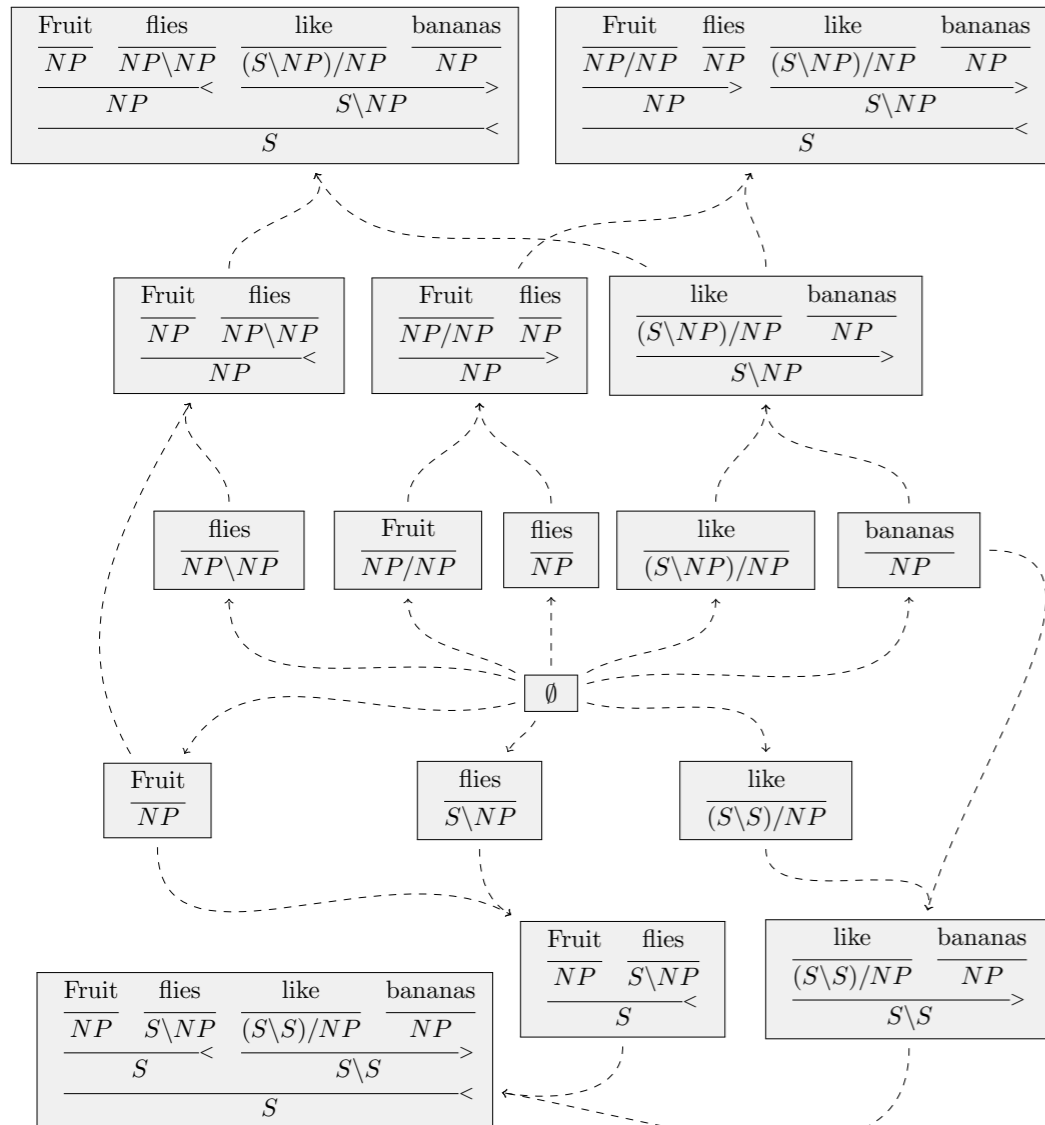 Fruit flies like bananas
NP NP\NP (S\NP)/NP NP
< >
NP S\NP
<
S
Fruit flies like bananas
NP/NP NP (S\NP)/NP NP
> >
NP S\NP
<
S
Fruit flies
NP NP\NP
<
NP
Fruit flies
NP/NP NP
>
NP
like bananas
(S\NP)/NP NP
>
S\NP
flies
NP\NP
Fruit
NP/NP
flies
NP
like
(S\NP)/NP
bananas
NP
∅
Fruit
NP
flies
S\NP
like
(S\S)/NP
Fruit flies
NP S\NP
<
S
like bananas
(S\S)/NP NP
>
S\S
Fruit flies like bananas
NP S\NP (S\S)/NP NP
< >
S S\S
<
S